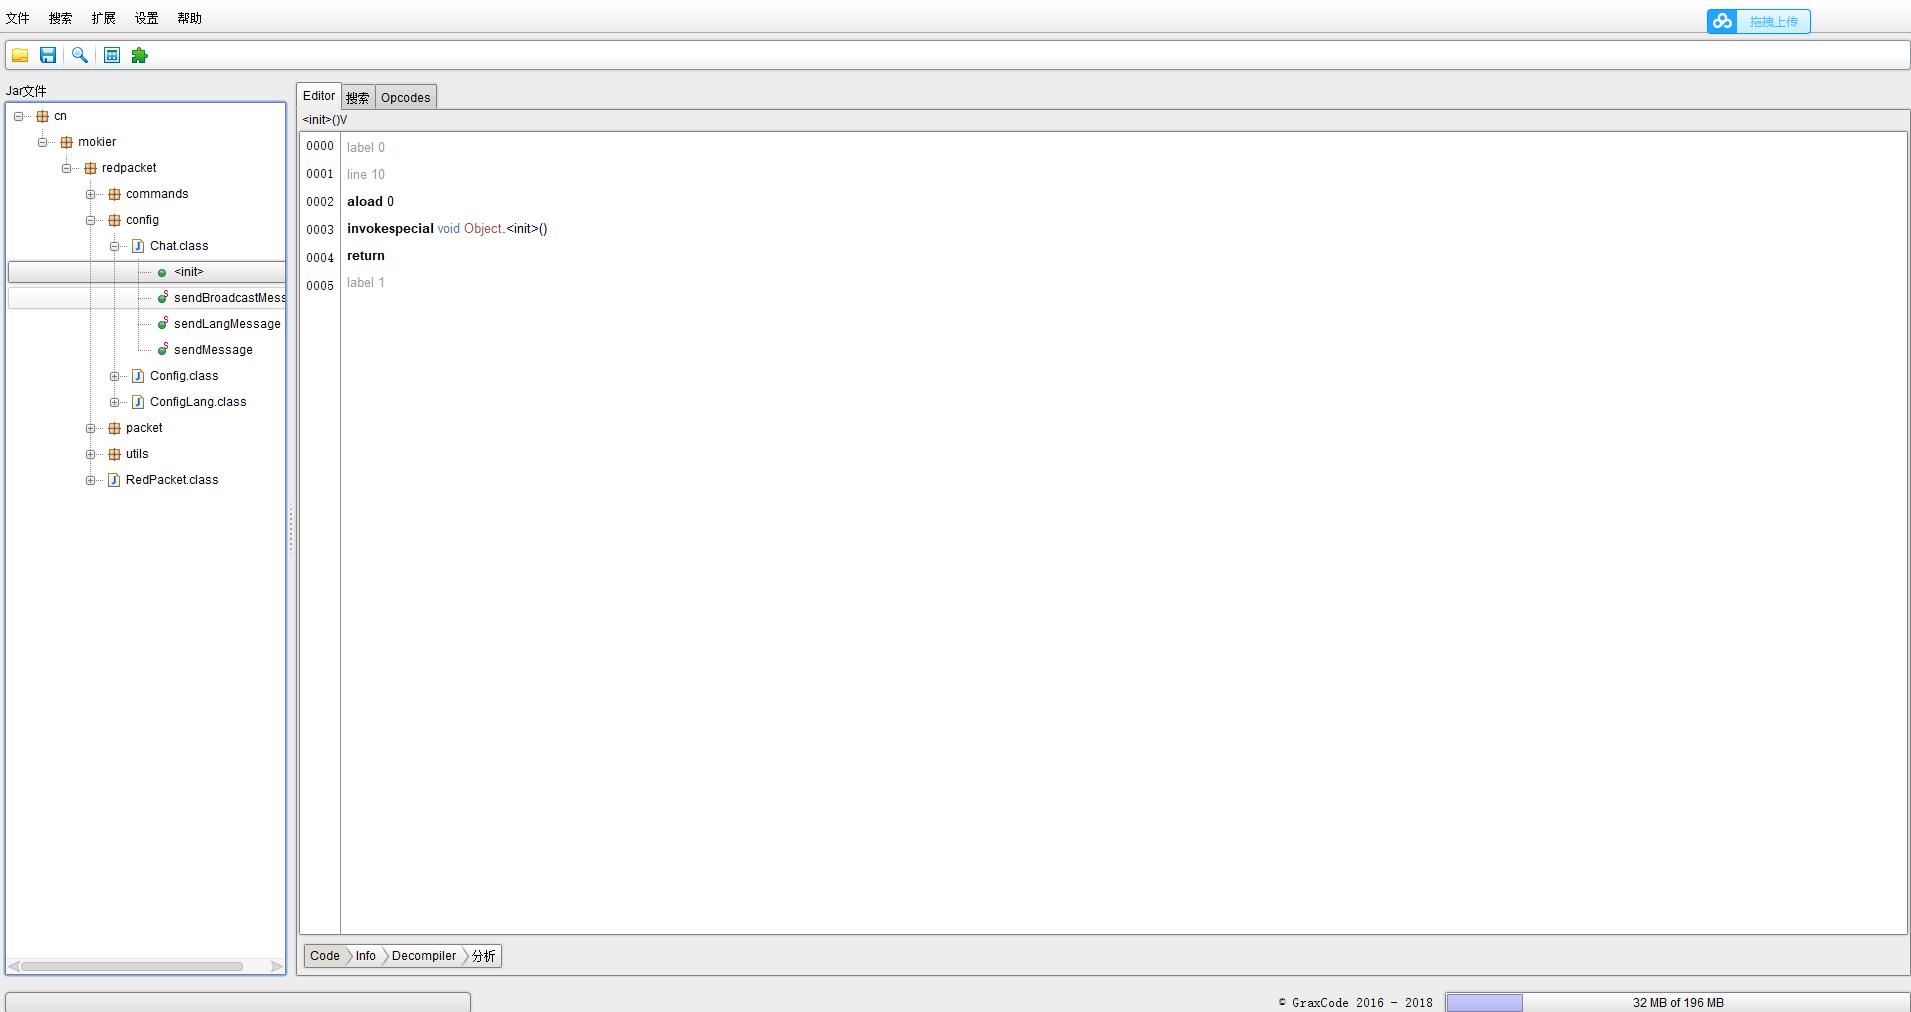 文件 搜索 扩展 设置 帮助
拖拽上传
Jar文件
cn
mokier
redpacket
commands
config
Chat.class
<init>
sendBroadcastMess
sendLangMessage
sendMessage
Config.class
ConfigLang.class
packet
utils
RedPacket.class
Editor 搜索 Opcodes
<init>()V
0000 label 0
0001 line 10
0002 aload 0
0003 invokespecial void Object.<init>()
0004 return
0005 label 1
Code Info Decompiler 分析
© GraxCode 2016 - 2018
32 MB of 196 MB